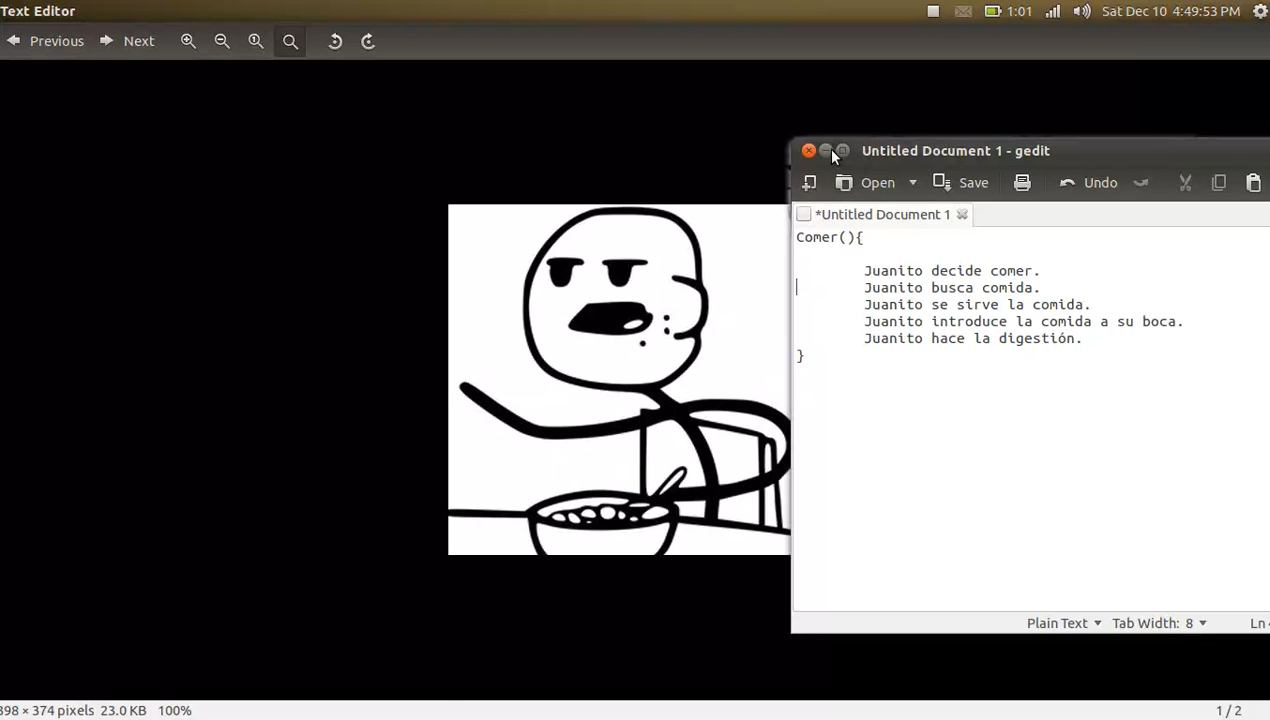 Text Editor
1:01
Sat Dec 10 4:49:53 PM
Previous
Next
Untitled Document 1 - gedit
Open
Save
Undo
*Untitled Document 1
Comer(){
Juanito decide comer.
Juanito busca comida.
Juanito se sirve la comida.
Juanito introduce la comida a su boca.
Juanito hace la digestión.
}
Plain Text
Tab Width: 8
Ln
398 × 374 pixels 23.0 KB 100%
1 / 2